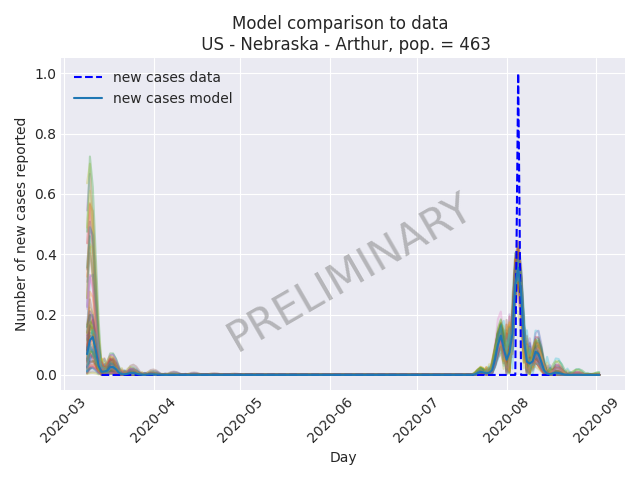 Model comparison to data
US - Nebraska - Arthur, pop. = 463
new cases data
new cases model
Number of new cases reported
1.0
0.8
0.6
0.4
0.2
0.0
PRELIMINARY
2020-03
2020-04
2020-05
2020-06
2020-07
2020-08
2020-09
Day